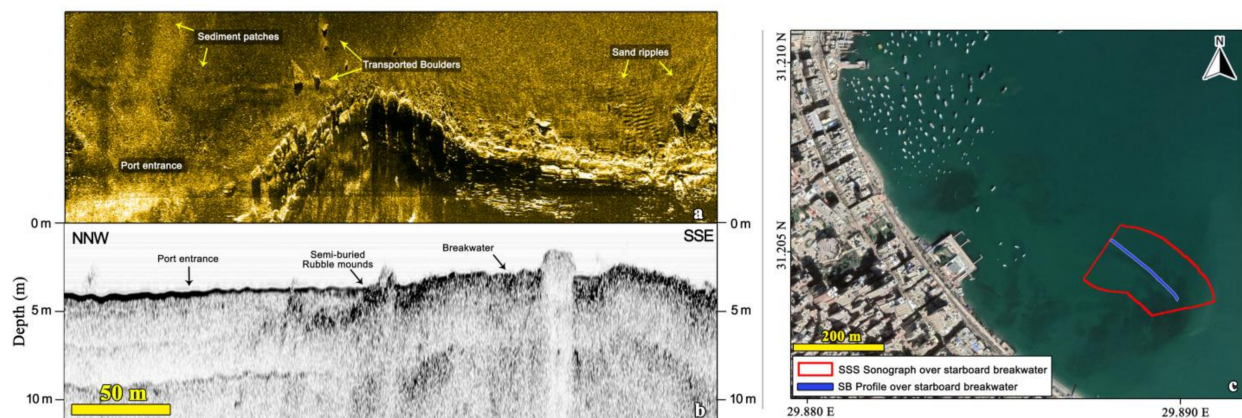 Sediment patches
Transported Boulders
Sand ripples
Port entrance
a
0 m
0 m
NNW
SSE
Port entrance
Semi-buried
Rubble mounds
Breakwater
Depth (m)
5 m
5 m
10 m
10 m
50 m
b
N
31.210 N
31.205 N
200 m
SSS Sonograph over starboard breakwater
SB Profile over starboard breakwater
c
29.880 E
29.890 E